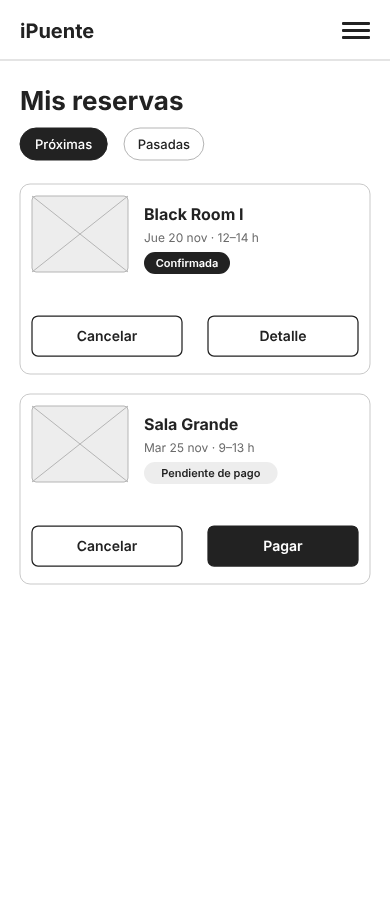 iPuente
Mis reservas
Próximas
Pasadas
Black Room I
Jue 20 nov · 12–14 h
Confirmada
Cancelar
Detalle
Sala Grande
Mar 25 nov · 9–13 h
Pendiente de pago
Cancelar
Pagar